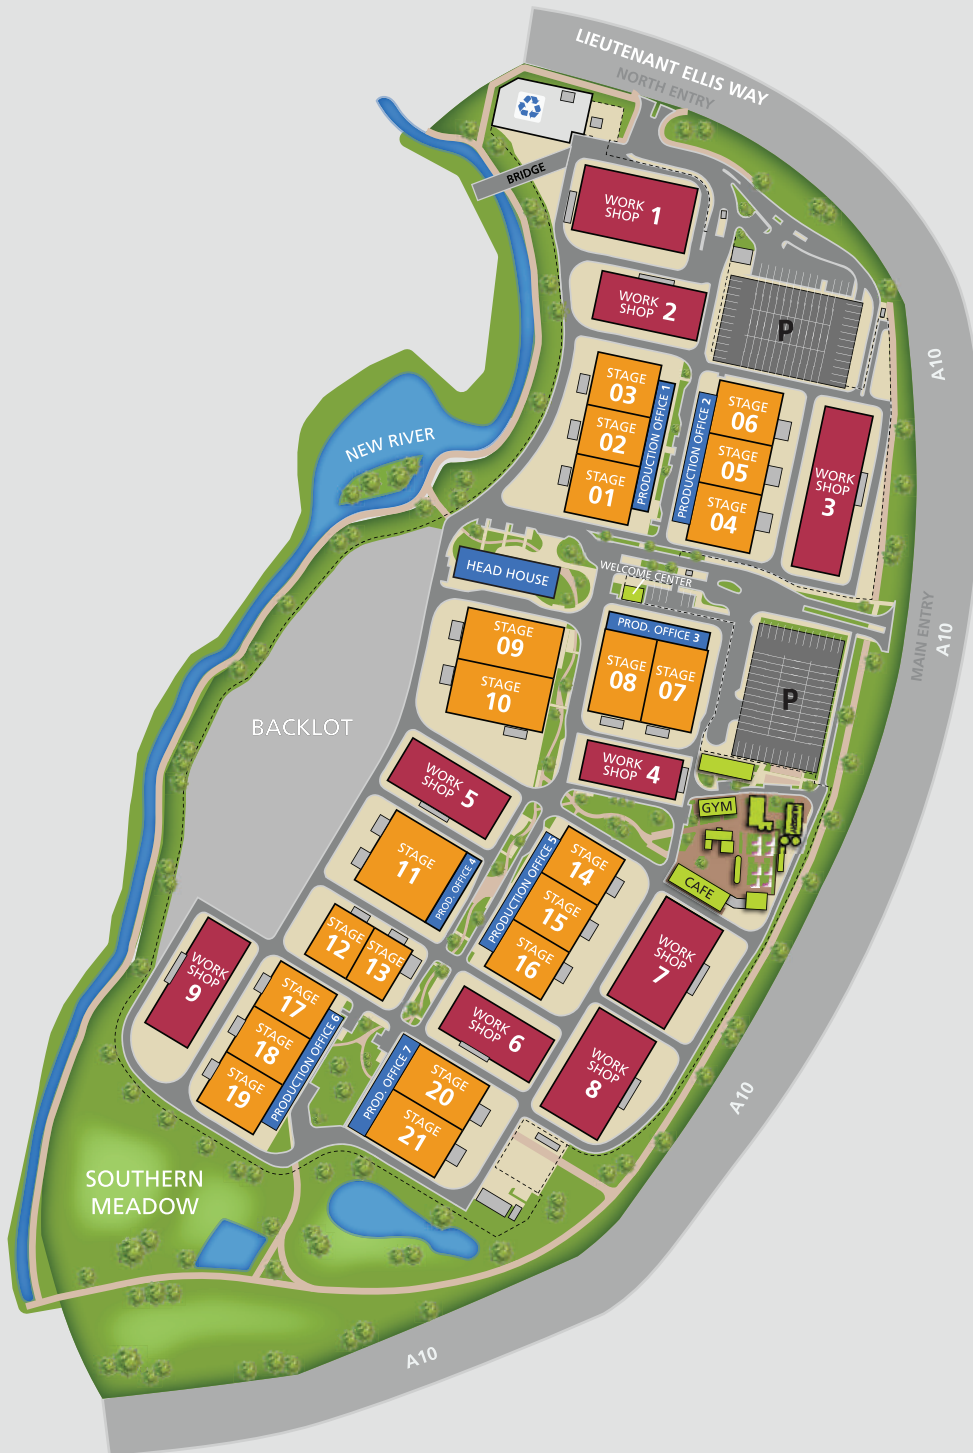 LIEUTENANT ELLIS WAY
NORTH ENTRY
BRIDGE
WORK
SHOP 1
WORK
SHOP 2
P
A10
STAGE
03
STAGE
02
STAGE
01
PRODUCTION OFFICE 1
PRODUCTION OFFICE 2
STAGE
06
STAGE
05
STAGE
04
WORK
SHOP
3
NEW RIVER
HEAD HOUSE
WELCOME CENTER
MAIN ENTRY
A10
STAGE
09
STAGE
10
PROD. OFFICE 3
STAGE
08
STAGE
07
P
BACKLOT
WORK
SHOP 4
WORK
SHOP 5
GYM
CAFE
STAGE
11
PROD. OFFICE 4
PRODUCTION OFFICE 5
STAGE
14
STAGE
15
STAGE
16
STAGE
12
STAGE
13
WORK
SHOP
7
WORK
SHOP
9
STAGE
17
STAGE
18
STAGE
19
PRODUCTION OFFICE 6
WORK
SHOP 6
PROD. OFFICE 7
STAGE
20
STAGE
21
WORK
SHOP
8
A10
SOUTHERN
MEADOW
A10